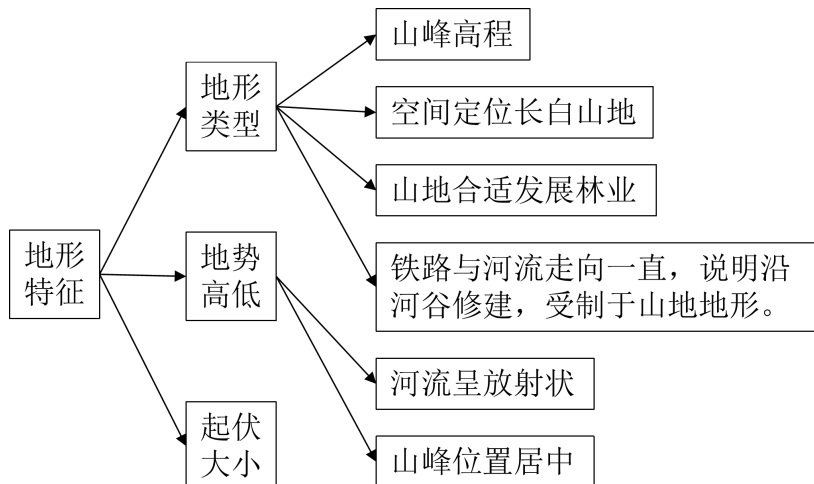 地形
特征
地形
类型
山峰高程
空间定位长白山地
山地合适发展林业
铁路与河流走向一直，说明沿
河谷修建，受制于山地地形。
地势
高低
河流呈放射状
山峰位置居中
起伏
大小